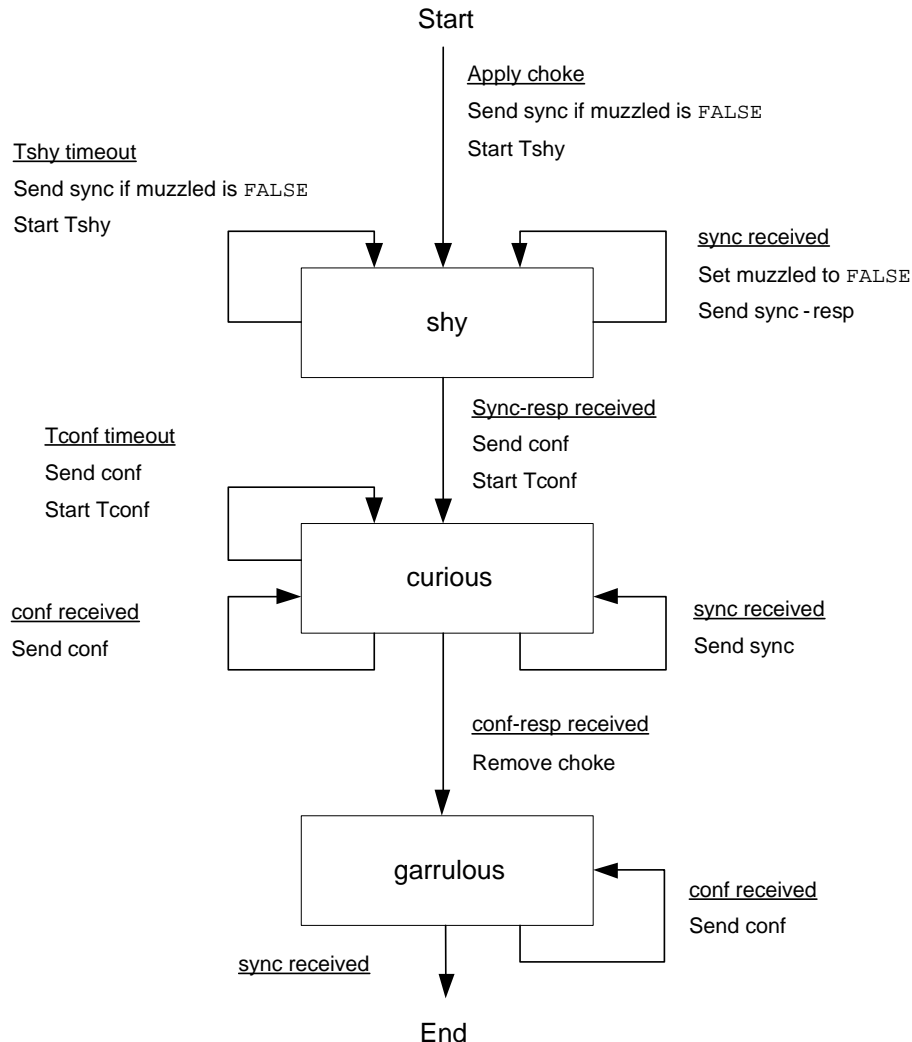 Start
Apply choke
Send sync if muzzled is FALSE
Start Tshy
Tshy timeout
Send sync if muzzled is FALSE
Start Tshy
sync received
Set muzzled to FALSE
Send sync-resp
shy
Sync-resp received
Send conf
Start Tconf
Tconf timeout
Send conf
Start Tconf
curious
conf received
Send conf
sync received
Send sync
conf-resp received
Remove choke
garrulous
conf received
Send conf
sync received
End